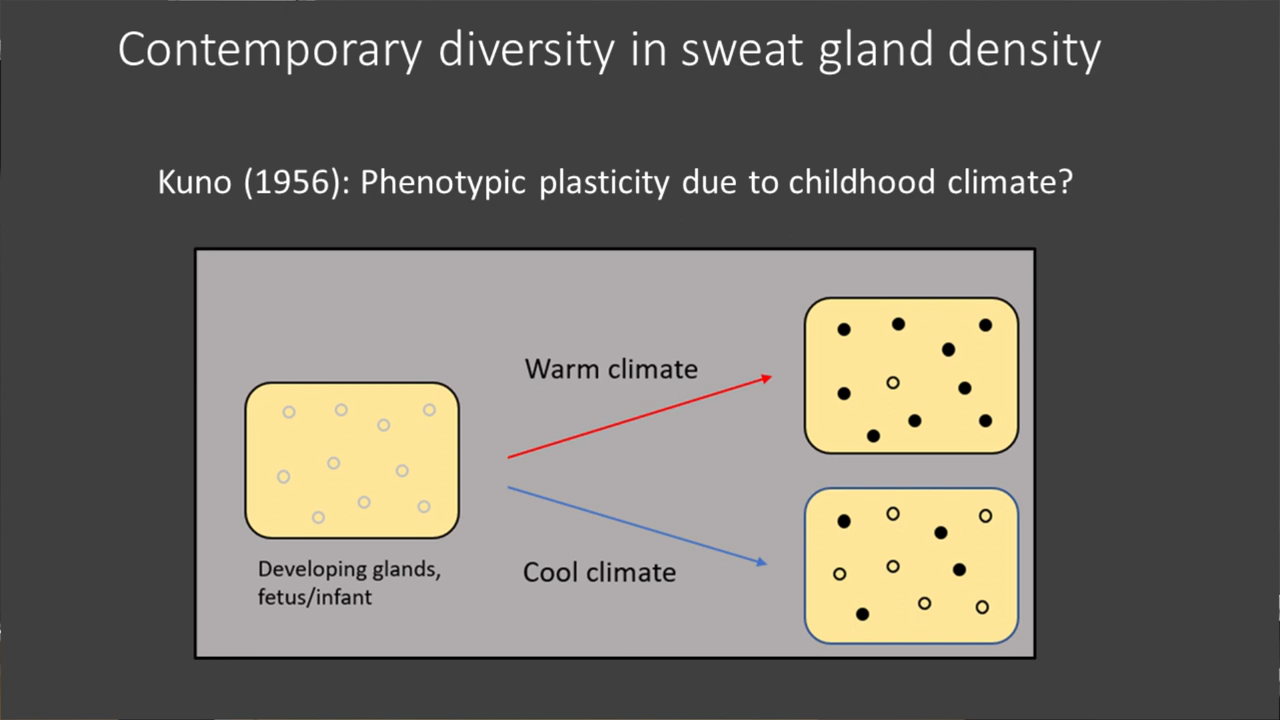 Contemporary diversity in sweat gland density
Kuno (1956): Phenotypic plasticity due to childhood climate?
Warm climate
Developing glands,
fetus/infant
Cool climate